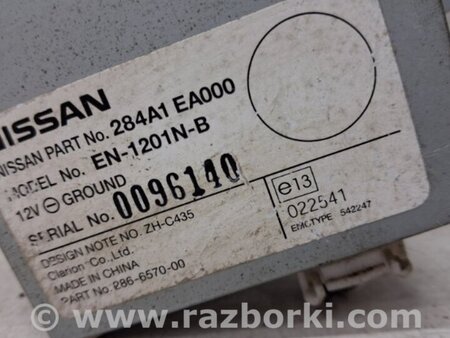 NISSAN
NISSAN PART No. 284A1 EA000
MODEL No. EN-1201N-B
12V ⊖ GROUND
SERIAL No. 0096140
DESIGN NOTE NO. ZH-C435
Clarion Co., Ltd.
MADE IN CHINA
PART No. 286-6570-00
e13
022541
EMC TYPE 542247
www.razborki.com